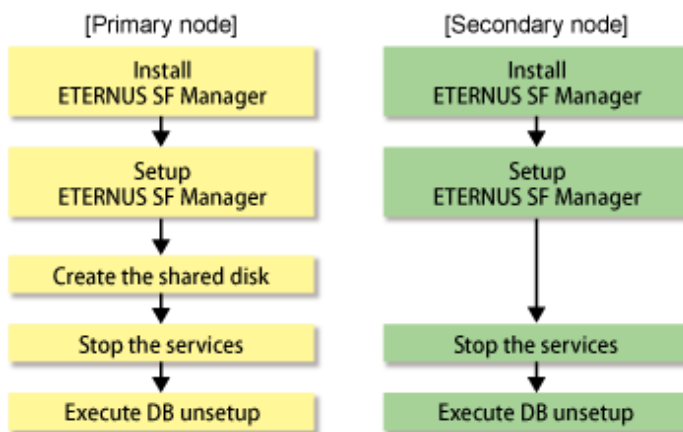 [Primary node]
Install
ETERNUS SF Manager
Setup
ETERNUS SF Manager
Create the shared disk
Stop the services
Execute DB unsetup
[Secondary node]
Install
ETERNUS SF Manager
Setup
ETERNUS SF Manager
Stop the services
Execute DB unsetup